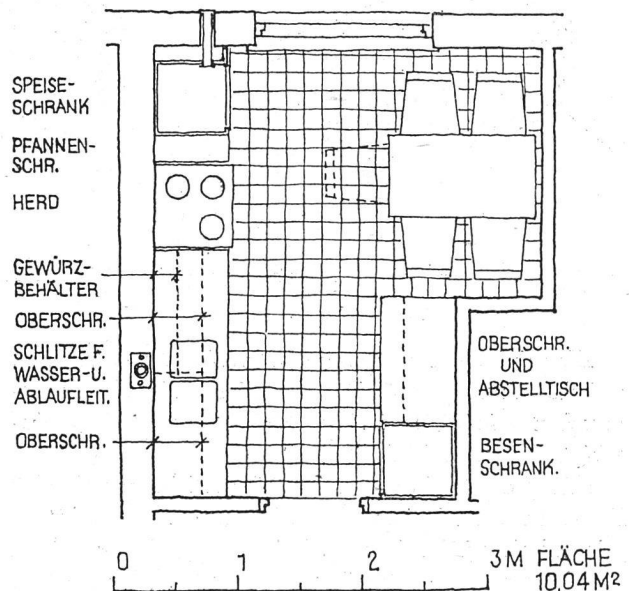 SPEISE-
SCHRANK
PFANNEN-
SCHR.
HERD
GEWÜRZ-
BEHÄLTER
OBERSCHR.
SCHLITZE F.
WASSER-U.
ABLAUFLEIT.
OBERSCHR.
OBERSCHR.
UND
ABSTELLTISCH
BESEN-
SCHRANK.
0 1 2 3 M FLÄCHE
10,04 M²